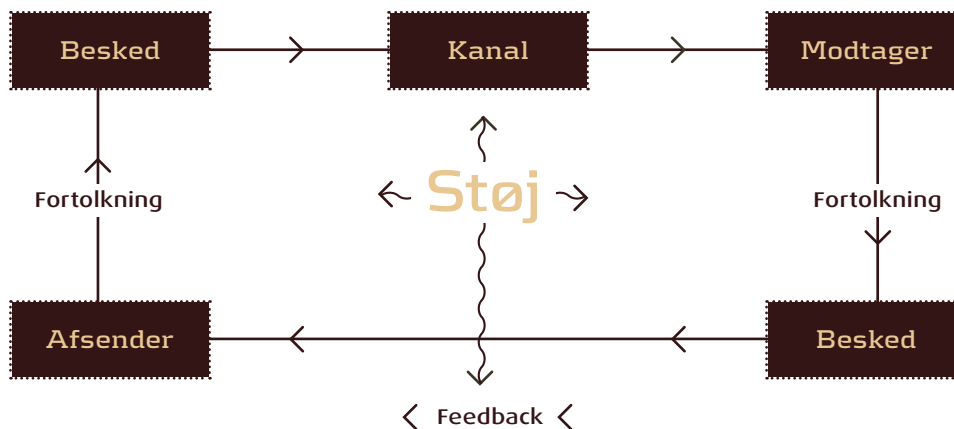 Besked
Kanal
Modtager
Støj
Fortolkning
Fortolkning
Afsender
Besked
Feedback